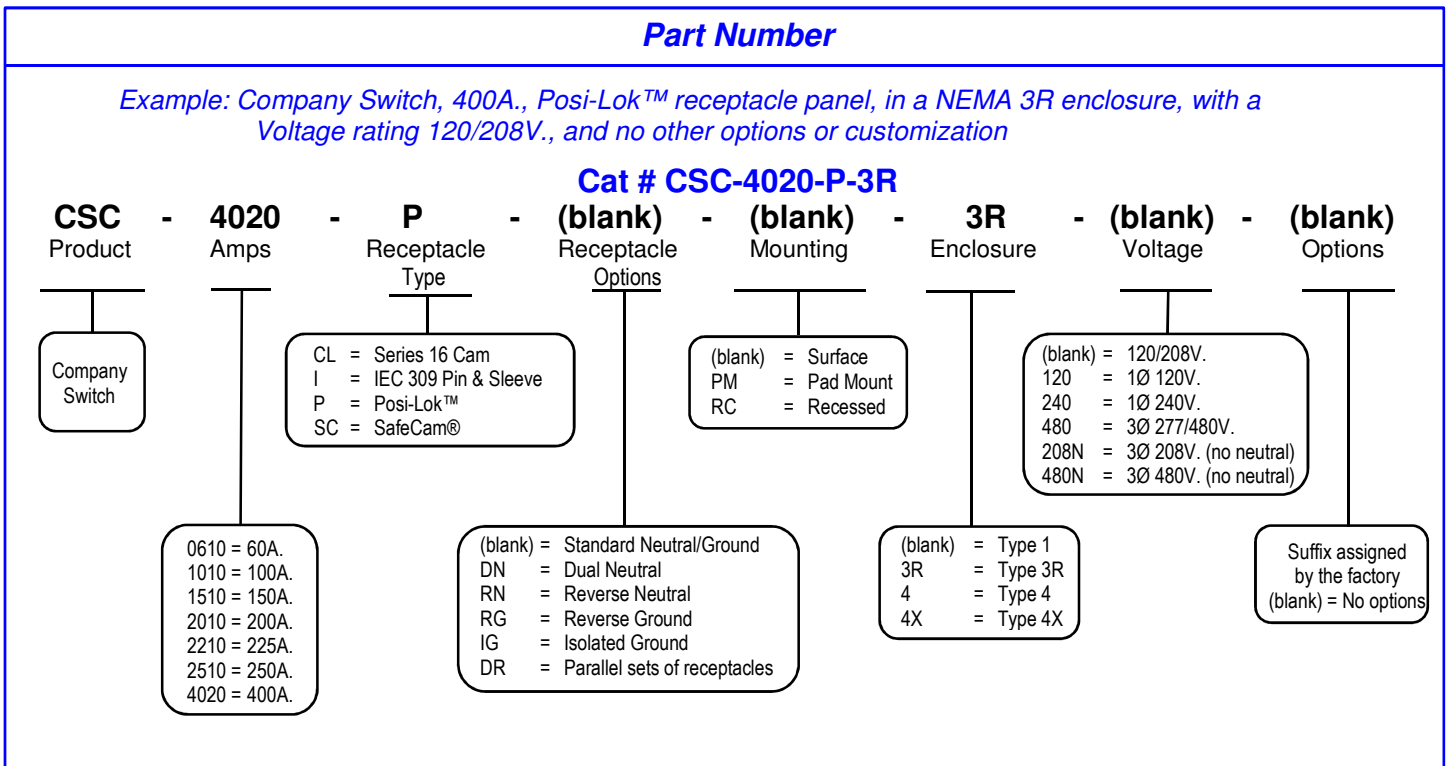 Part Number
Example: Company Switch, 400A., Posi-Lok™ receptacle panel, in a NEMA 3R enclosure, with a
Voltage rating 120/208V., and no other options or customization
Cat # CSC-4020-P-3R
CSC - 4020 - P - (blank) - (blank) - 3R - (blank) - (blank)
Product Amps Receptacle Receptacle Mounting Enclosure Voltage Options
Type Options
Company
Switch
CL = Series 16 Cam
I = IEC 309 Pin & Sleeve
P = Posi-Lok™
SC = SafeCam®
(blank) = Surface
PM = Pad Mount
RC = Recessed
(blank) = 120/208V.
120 = 1Ø 120V.
240 = 1Ø 240V.
480 = 3Ø 277/480V.
208N = 3Ø 208V. (no neutral)
480N = 3Ø 480V. (no neutral)
0610 = 60A.
1010 = 100A.
1510 = 150A.
2010 = 200A.
2210 = 225A.
2510 = 250A.
4020 = 400A.
(blank) = Standard Neutral/Ground
DN = Dual Neutral
RN = Reverse Neutral
RG = Reverse Ground
IG = Isolated Ground
DR = Parallel sets of receptacles
(blank) = Type 1
3R = Type 3R
4 = Type 4
4X = Type 4X
Suffix assigned
by the factory
(blank) = No options